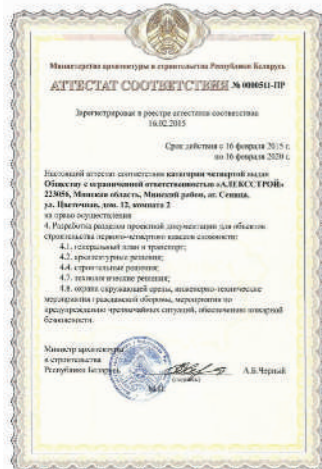 Министерство архитектуры и строительства Республики Беларусь
АТТЕСТАТ СООТВЕТСТВИЯ № 0000511-ПР
Зарегистрирован в реестре аттестатов соответствия
16.02.2015
Срок действия с 16 февраля 2015 г.
по 16 февраля 2020 г.
Настоящий аттестат соответствия категории четвертой выдан
Обществу с ограниченной ответственностью «АЛЕКССТРОЙ»
223056, Минская область, Минский район, аг. Сеница,
ул. Цветочная, дом. 12, комната 2
на право осуществления
4. Разработка разделов проектной документации для объектов
строительства первого-четвертого классов сложности:
4.1. генеральный план и транспорт;
4.2. архитектурные решения;
4.4. строительные решения;
4.7. технологические решения;
4.8. охрана окружающей среды, инженерно-технические
мероприятия гражданской обороны, мероприятия по
предупреждению чрезвычайных ситуаций, обеспечению пожарной
безопасности.
Министр архитектуры
и строительства
Республики Беларусь
(подпись)
А.Б.Черный
М.П.